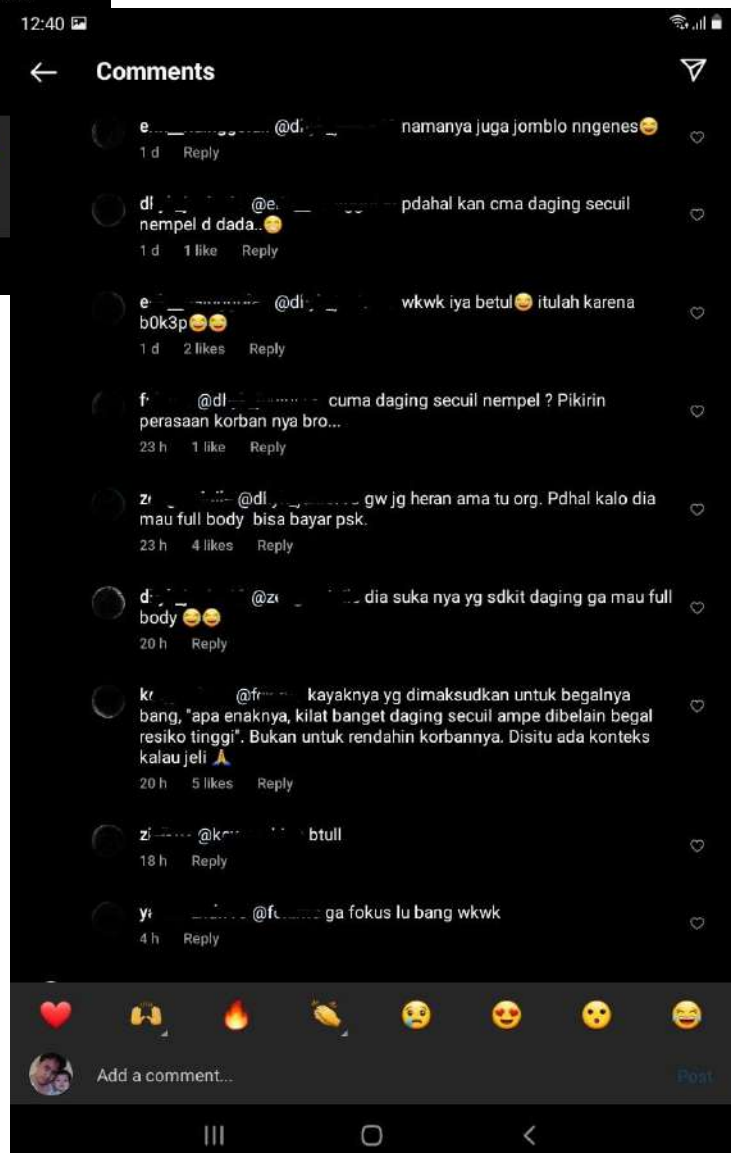 12:40
Comments
namanya juga jomblo nngenes😅
1 d Reply
pdahal kan cma daging secuil
nempel d dada..😁
1 d 1 like Reply
wkwk iya betul😅 itulah karena
b0k3p😅😅
1 d 2 likes Reply
cuma daging secuil nempel ? Pikirin
perasaan korban nya bro...
23 h 1 like Reply
gw jg heran ama tu org. Pdhal kalo dia
mau full body bisa bayar psk.
23 h 4 likes Reply
dia suka nya yg sdkit daging ga mau full
body 😅😅
20 h Reply
kayaknya yg dimaksudkan untuk begalnya
bang, "apa enaknya, kilat banget daging secuil ampe dibelain begal
resiko tinggi". Bukan untuk rendahin korbannya. Disitu ada konteks
kalau jeli 🙏
20 h 5 likes Reply
btull
18 h Reply
ga fokus lu bang wkwk
4 h Reply
Add a comment...
Post